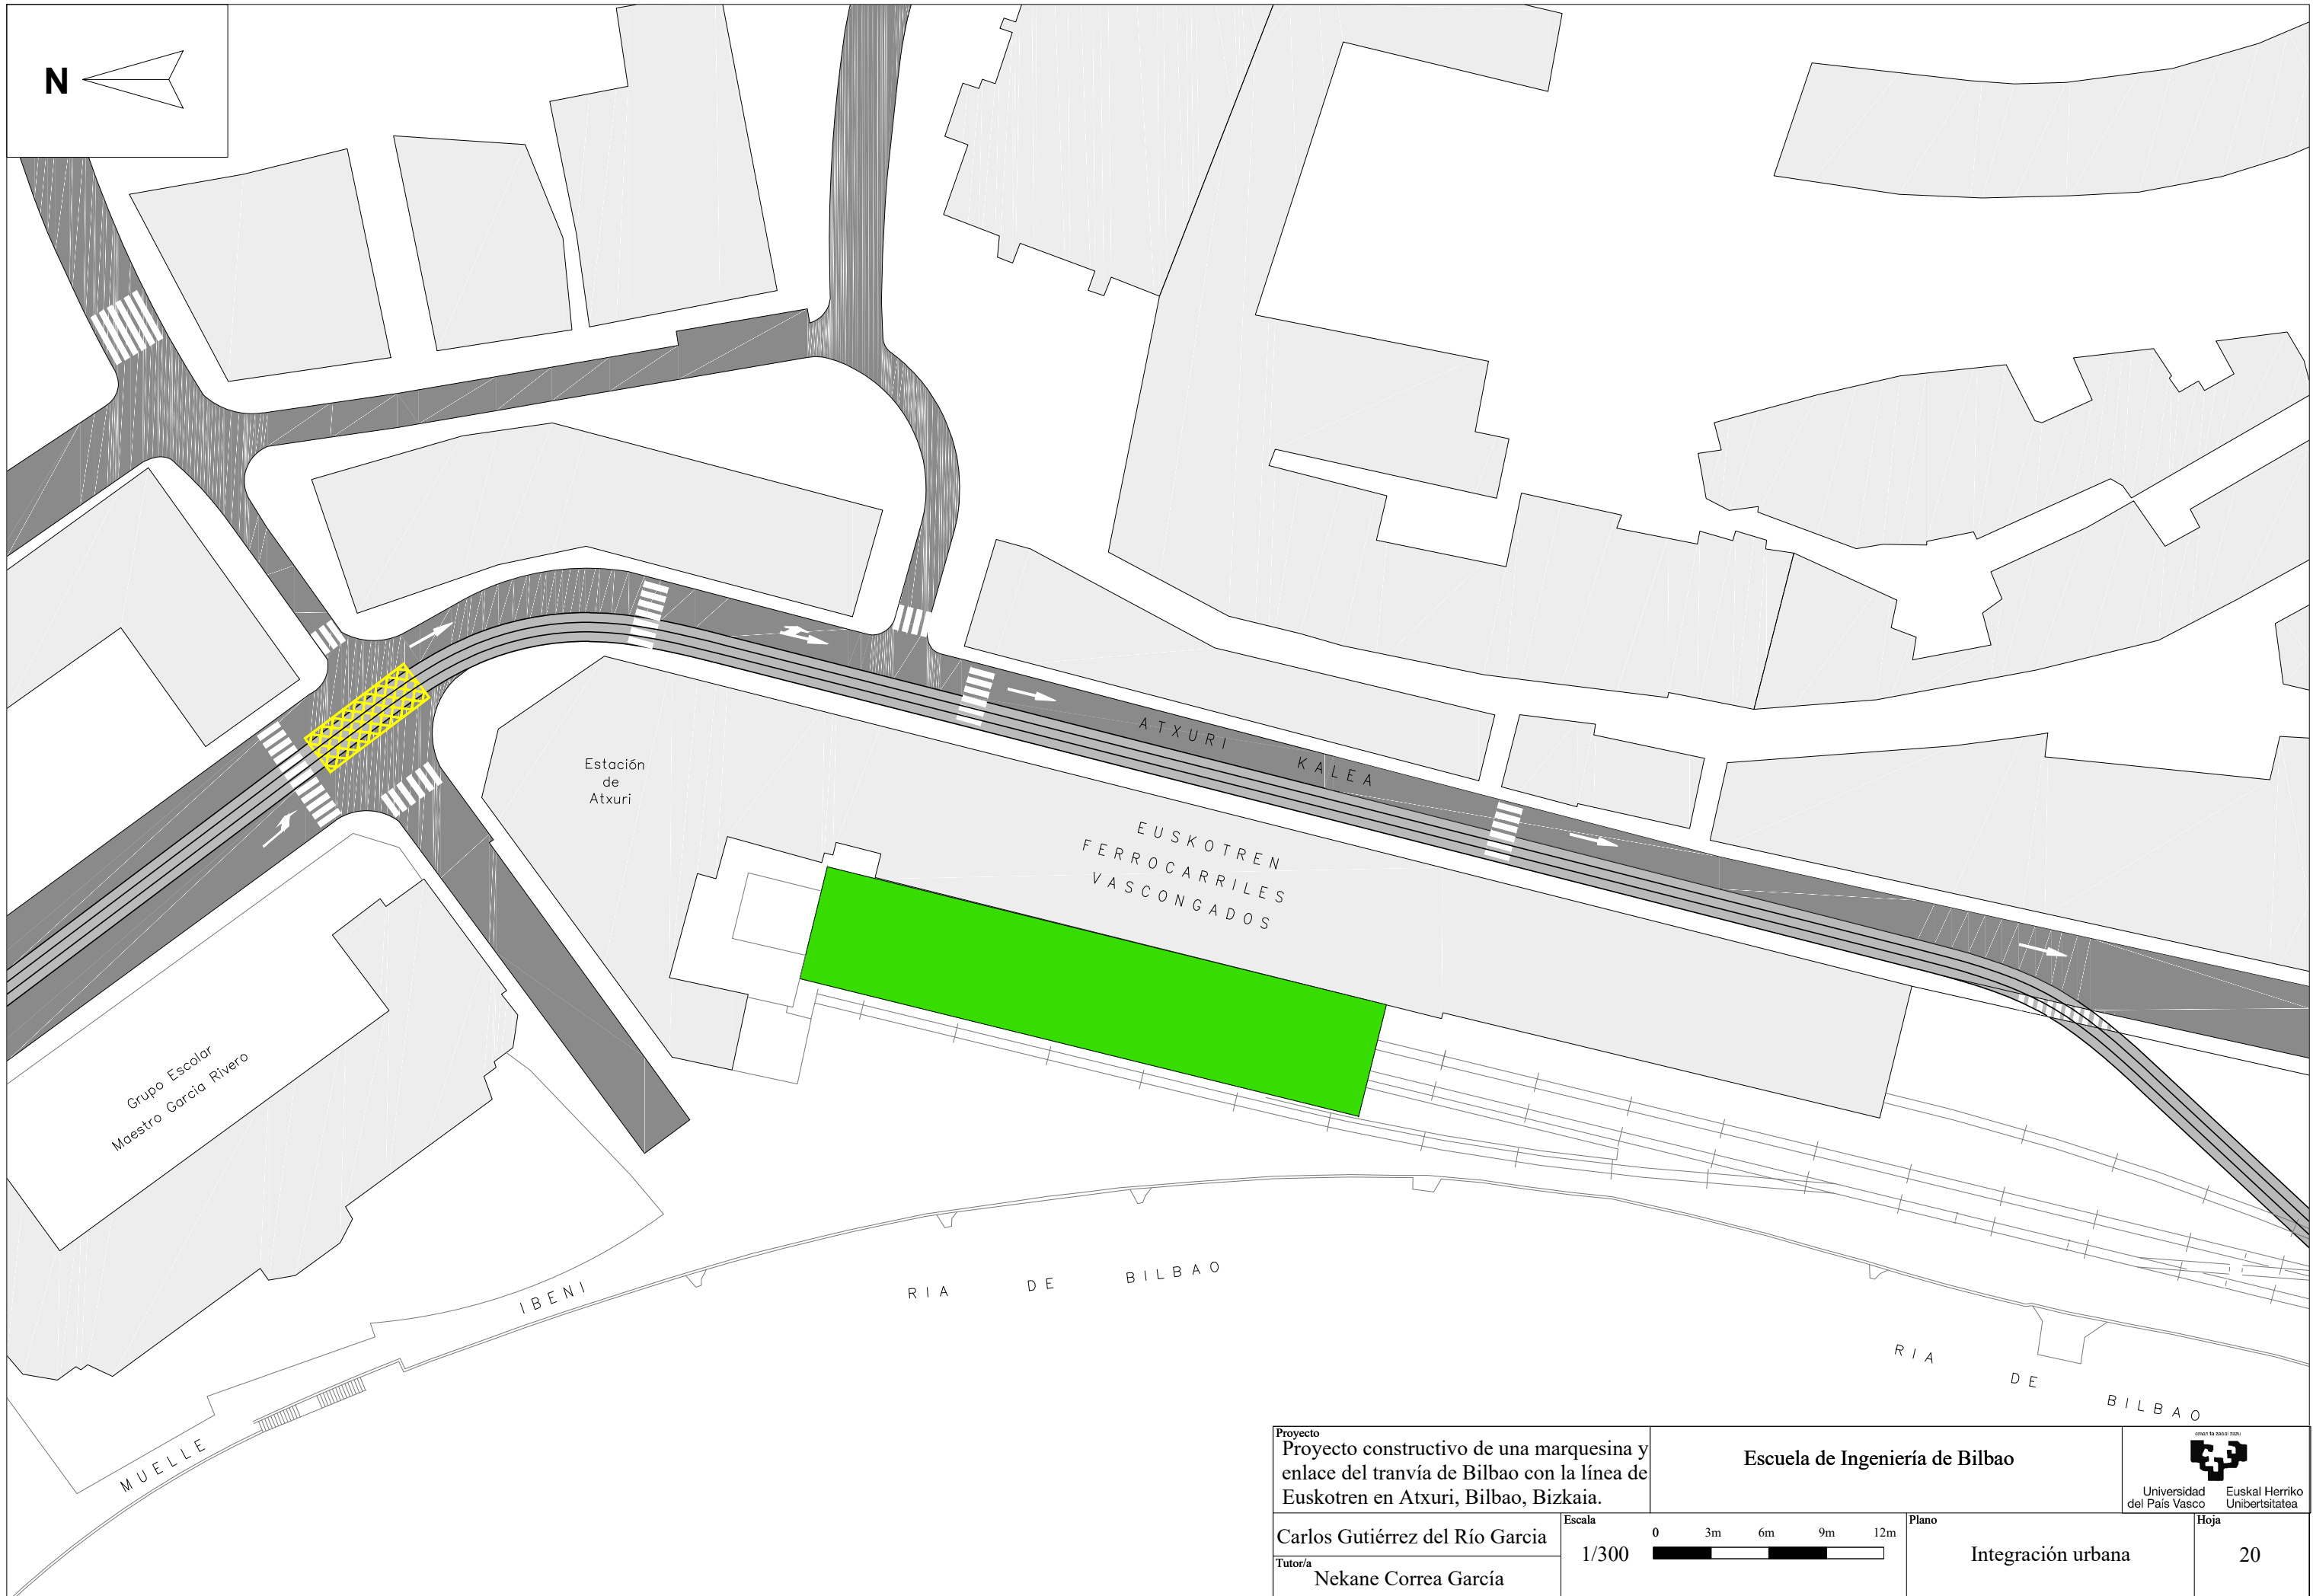 N
Estación
de
Atxuri
ATXURI
KALEA
EUSKOTREN
FERROCARRILES
VASCONGADOS
Grupo Escolar
Maestro Garcia Rivero
MUELLE
IBENI
RIA DE BILBAO
RIA DE BILBAO
Proyecto
Proyecto constructivo de una marquesina y
enlace del tranvía de Bilbao con la línea de
Euskotren en Atxuri, Bilbao, Bizkaia.
Escuela de Ingeniería de Bilbao
Universidad
del País Vasco
Euskal Herriko
Unibertsitatea
Carlos Gutiérrez del Río Garcia
Tutor/a
Nekane Correa García
Escala
1/300
0 3m 6m 9m 12m
Plano
Integración urbana
Hoja
20